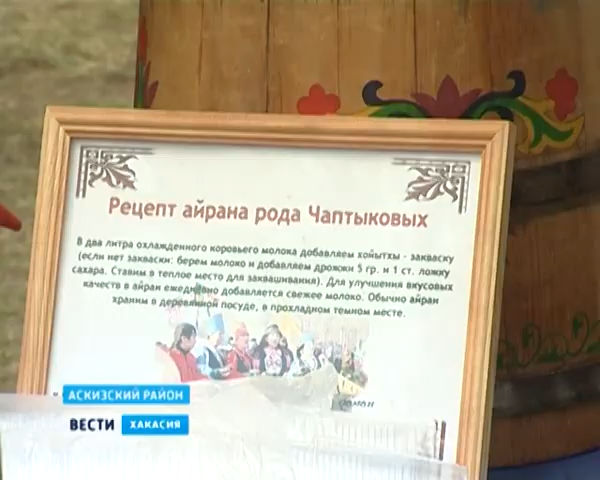 Рецепт айрана рода Чаптыковых
В два литра охлажденного коровьего молока добавляем хойытхы - закваску
(если нет закваски: берем молоко и добавляем дрожжи 5 гр. и 1 ст. ложку
сахара. Ставим в теплое место для заквашивания). Для улучшения вкусовых
качеств в айран ежедневно добавляется свежее молоко. Обычно айран
храним в деревянной посуде, в прохладном темном месте.
АСКИЗСКИЙ РАЙОН
ВЕСТИ ХАКАСИЯ